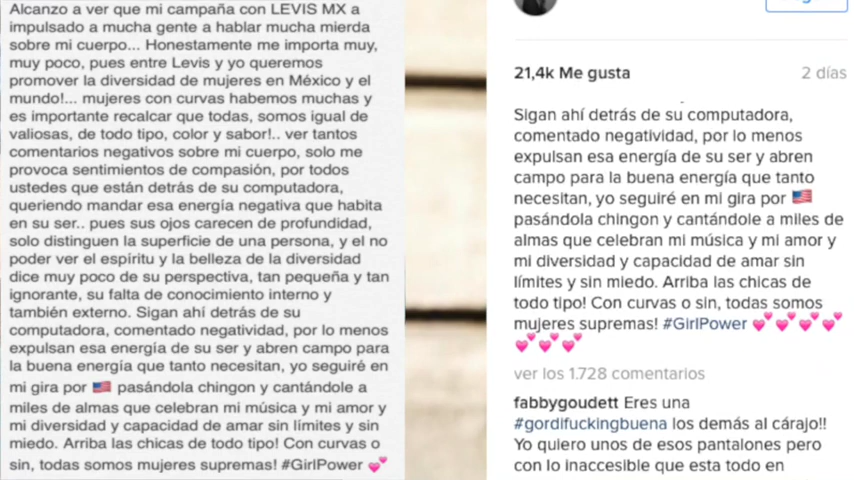 Alcanzo a ver que mi campaña con LEVIS MX a
impulsado a mucha gente a hablar mucha mierda
sobre mi cuerpo... Honestamente me importa muy,
muy poco, pues entre Levis y yo queremos
promover la diversidad de mujeres en México y el
mundo!... mujeres con curvas habemos muchas y
es importante recalcar que todas, somos igual de
valiosas, de todo tipo, color y sabor!.. ver tantos
comentarios negativos sobre mi cuerpo, solo me
provoca sentimientos de compasión, por todos
ustedes que están detrás de su computadora,
queriendo mandar esa energía negativa que habita
en su ser.. pues sus ojos carecen de profundidad,
solo distinguen la superficie de una persona, y el no
poder ver el espíritu y la belleza de la diversidad
dice muy poco de su perspectiva, tan pequeña y tan
ignorante, su falta de conocimiento interno y
también externo. Sigan ahí detrás de su
computadora, comentado negatividad, por lo menos
expulsan esa energía de su ser y abren campo para
la buena energía que tanto necesitan, yo seguiré en
mi gira por 🇺🇸 pasándola chingon y cantándole a
miles de almas que celebran mi música y mi amor y
mi diversidad y capacidad de amar sin límites y sin
miedo. Arriba las chicas de todo tipo! Con curvas o
sin, todas somos mujeres supremas! #GirlPower 💕
21,4k Me gusta
2 días
Sigan ahí detrás de su computadora,
comentado negatividad, por lo menos
expulsan esa energía de su ser y abren
campo para la buena energía que tanto
necesitan, yo seguiré en mi gira por 🇺🇸
pasándola chingon y cantándole a miles de
almas que celebran mi música y mi amor y
mi diversidad y capacidad de amar sin
límites y sin miedo. Arriba las chicas de
todo tipo! Con curvas o sin, todas somos
mujeres supremas! #GirlPower 💕💕💕💕
💕💕💕
ver los 1.728 comentarios
fabbygoudett Eres una
#gordifuckingbuena los demás al cárajo!!
Yo quiero unos de esos pantalones pero
con lo inaccesible que esta todo en